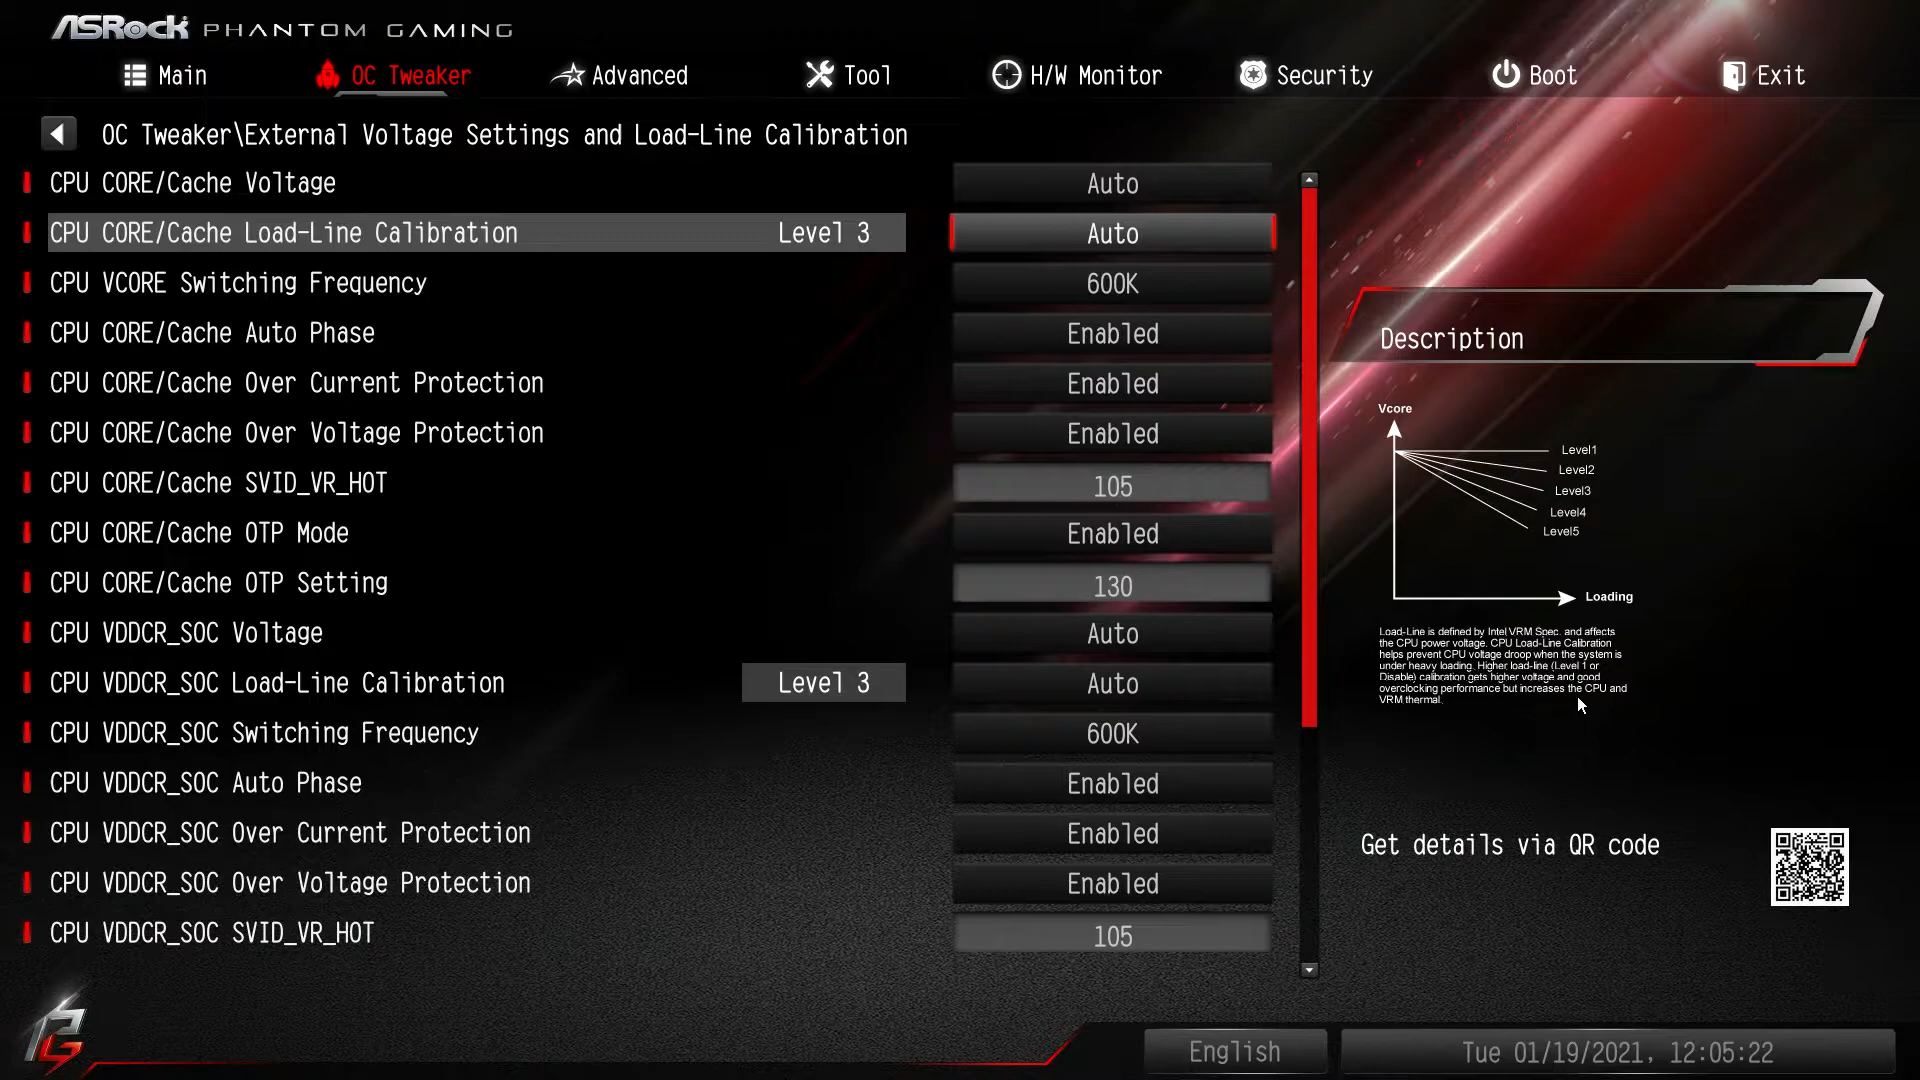 ASRock PHANTOM GAMING
Main
OC Tweaker
Advanced
Tool
H/W Monitor
Security
Boot
Exit
OC Tweaker\External Voltage Settings and Load-Line Calibration
CPU CORE/Cache Voltage Auto
CPU CORE/Cache Load-Line Calibration Level 3 Auto
CPU VCORE Switching Frequency 600K
CPU CORE/Cache Auto Phase Enabled
CPU CORE/Cache Over Current Protection Enabled
CPU CORE/Cache Over Voltage Protection Enabled
CPU CORE/Cache SVID_VR_HOT 105
CPU CORE/Cache OTP Mode Enabled
CPU CORE/Cache OTP Setting 130
CPU VDDCR_SOC Voltage Auto
CPU VDDCR_SOC Load-Line Calibration Level 3 Auto
CPU VDDCR_SOC Switching Frequency 600K
CPU VDDCR_SOC Auto Phase Enabled
CPU VDDCR_SOC Over Current Protection Enabled
CPU VDDCR_SOC Over Voltage Protection Enabled
CPU VDDCR_SOC SVID_VR_HOT 105
Description
Vcore
Level1
Level2
Level3
Level4
Level5
Loading
Load-Line is defined by Intel VRM Spec. and affects
the CPU power voltage. CPU Load-Line Calibration
helps prevent CPU voltage droop when the system is
under heavy loading. Higher load-line (Level 1 or
Disable) calibration gets higher voltage and good
overclocking performance but increases the CPU and
VRM thermal.
Get details via QR code
English
Tue 01/19/2021, 12:05:22